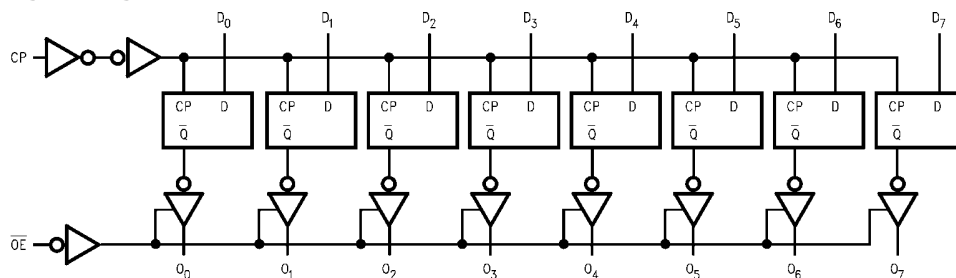 D₀ D₁ D₂ D₃ D₄ D₅ D₆ D₇
CP
CP D CP D CP D CP D CP D CP D CP D CP D
Q̅ Q̅ Q̅ Q̅ Q̅ Q̅ Q̅ Q̅
O̅E̅
O₀ O₁ O₂ O₃ O₄ O₅ O₆ O₇